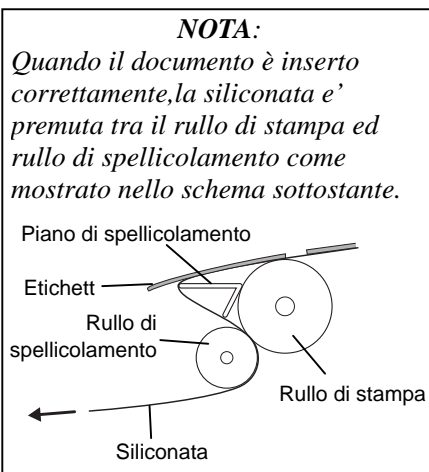 NOTA:
Quando il documento è inserto
correttamente,la siliconata e’
premuta tra il rullo di stampa ed
rullo di spellicolamento come
mostrato nello schema sottostante.
Piano di spellicolamento
Etichett
Rullo di
spellicolamento
Rullo di stampa
Siliconata